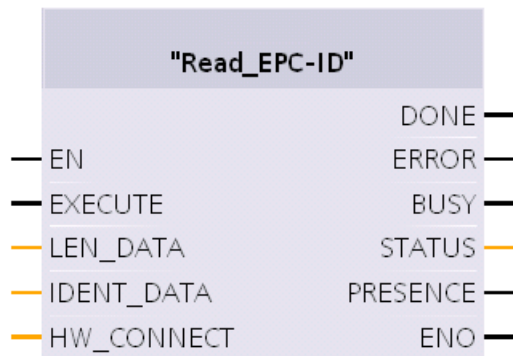 "Read_EPC-ID"
DONE
EN ERROR
EXECUTE BUSY
LEN_DATA STATUS
IDENT_DATA PRESENCE
HW_CONNECT ENO